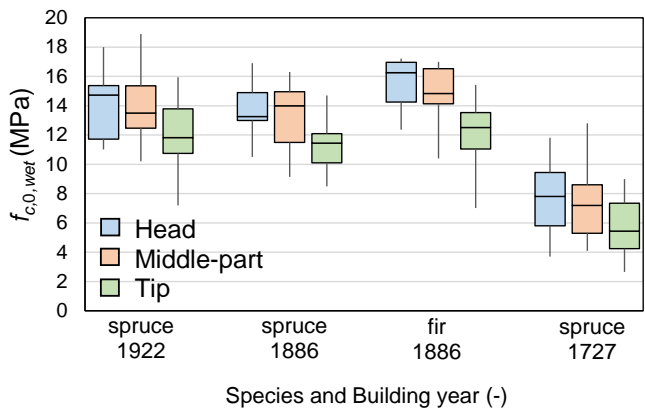 20
18
16
14
12
10
8
6
4
2
0
f_{c,0,wet} (MPa)
Head
Middle-part
Tip
spruce 1922
spruce 1886
fir 1886
spruce 1727
Species and Building year (-)